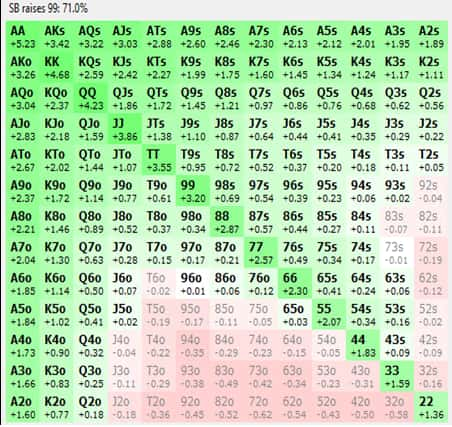 SB raises 99: 71.0%
AA AKs AQs AJs ATs A9s A8s A7s A6s A5s A4s A3s A2s
+5.23 +3.42 +3.22 +3.03 +2.88 +2.60 +2.46 +2.30 +2.13 +2.12 +2.01 +1.95 +1.89
AKo KK KQs KJs KTs K9s K8s K7s K6s K5s K4s K3s K2s
+3.26 +4.68 +2.59 +2.42 +2.27 +1.99 +1.75 +1.60 +1.45 +1.34 +1.24 +1.17 +1.11
AQo KQo QQ QJs QTs Q9s Q8s Q7s Q6s Q5s Q4s Q3s Q2s
+3.04 +2.37 +4.23 +1.86 +1.72 +1.45 +1.21 +0.97 +0.86 +0.76 +0.68 +0.62 +0.56
AJo KJo QJo JJ JTs J9s J8s J7s J6s J5s J4s J3s J2s
+2.83 +2.18 +1.59 +3.86 +1.38 +1.10 +0.87 +0.64 +0.44 +0.41 +0.35 +0.29 +0.22
ATo KTo QTo JTo TT T9s T8s T7s T6s T5s T4s T3s T2s
+2.67 +2.02 +1.44 +1.07 +3.55 +0.95 +0.72 +0.52 +0.37 +0.20 +0.18 +0.11 +0.05
A9o K9o Q9o J9o T9o 99 98s 97s 96s 95s 94s 93s 92s
+2.37 +1.72 +1.14 +0.77 +0.61 +3.20 +0.69 +0.54 +0.39 +0.23 +0.06 +0.02 -0.04
A8o K8o Q8o J8o T8o 98o 88 87s 86s 85s 84s 83s 82s
+2.21 +1.46 +0.89 +0.52 +0.37 +0.34 +2.87 +0.57 +0.44 +0.27 +0.11 -0.07 -0.11
A7o K7o Q7o J7o T7o 97o 87o 77 76s 75s 74s 73s 72s
+2.04 +1.30 +0.63 +0.28 +0.15 +0.17 +0.21 +2.57 +0.49 +0.34 +0.17 -0.01 -0.19
A6o K6o Q6o J6o T6o 96o 86o 76o 66 65s 64s 63s 62s
+1.85 +1.14 +0.50 +0.07 -0.02 +0.01 +0.06 +0.12 +2.30 +0.41 +0.24 +0.06 -0.12
A5o K5o Q5o J5o T5o 95o 85o 75o 65o 55 54s 53s 52s
+1.84 +1.02 +0.41 +0.02 -0.19 -0.17 -0.11 -0.05 +0.03 +2.07 +0.34 +0.16 -0.02
A4o K4o Q4o J4o T4o 94o 84o 74o 64o 54o 44 43s 42s
+1.73 +0.90 +0.32 -0.04 -0.22 -0.35 -0.29 -0.23 -0.15 -0.05 +1.83 +0.09 -0.09
A3o K3o Q3o J3o T3o 93o 83o 73o 63o 53o 43o 33 32s
+1.66 +0.83 +0.25 -0.11 -0.29 -0.38 -0.49 -0.42 -0.34 -0.23 -0.31 +1.59 -0.16
A2o K2o Q2o J2o T2o 92o 82o 72o 62o 52o 42o 32o 22
+1.60 +0.77 +0.18 -0.18 -0.36 -0.45 -0.52 -0.62 -0.54 -0.43 -0.50 -0.58 +1.36